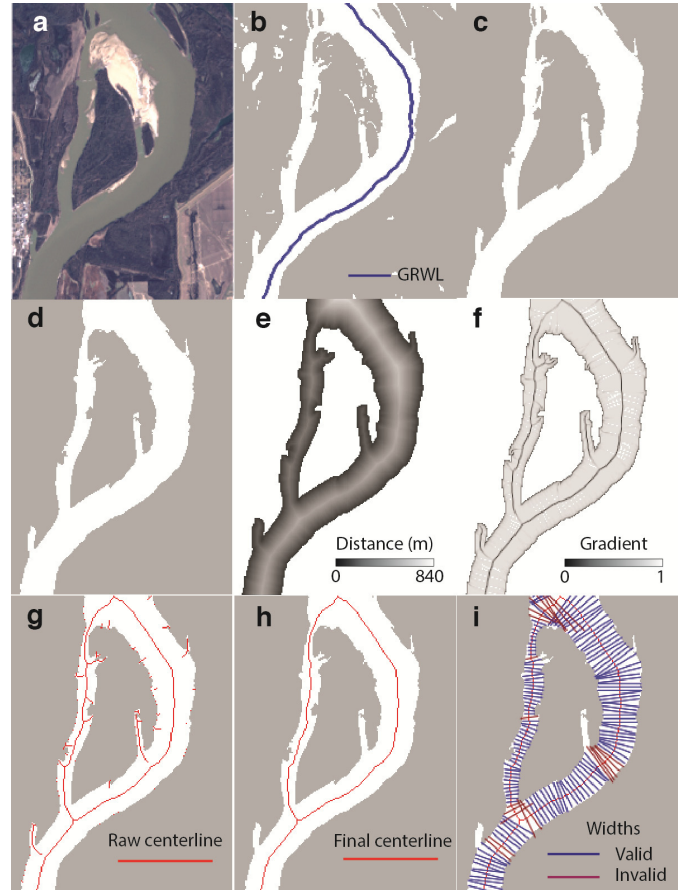 a
b
c
GRWL
d
e
f
Distance (m)
0 840
Gradient
0 1
g
h
i
Raw centerline
Final centerline
Widths
Valid
Invalid